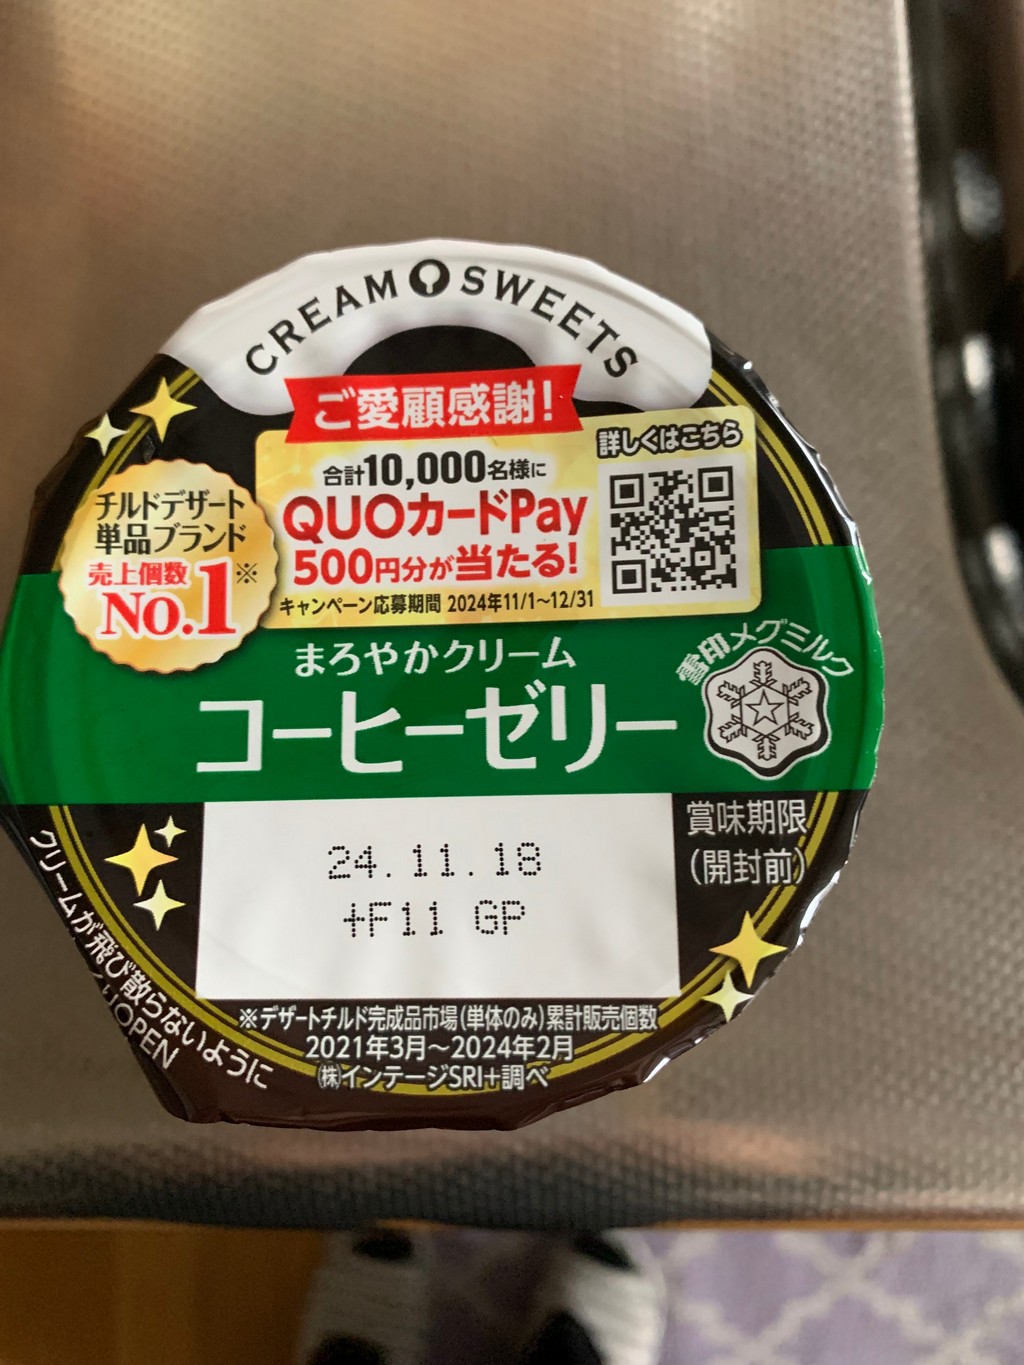 CREAM SWEETS
ご愛顧感謝!
詳しくはこちら
合計10,000名様に
QUOカードPay
500円分が当たる!
キャンペーン応募期間 2024年11/1~12/31
チルドデザート
単品ブランド
売上個数
No.1※
まろやかクリーム
コーヒーゼリー
雪印メグミルク
賞味期限
(開封前)
24.11.18
+F11 GP
クリームが飛び散らないように
OPEN
※デザートチルド完成品市場(単体のみ)累計販売個数
2021年3月~2024年2月
㈱インテージSRI+調べ